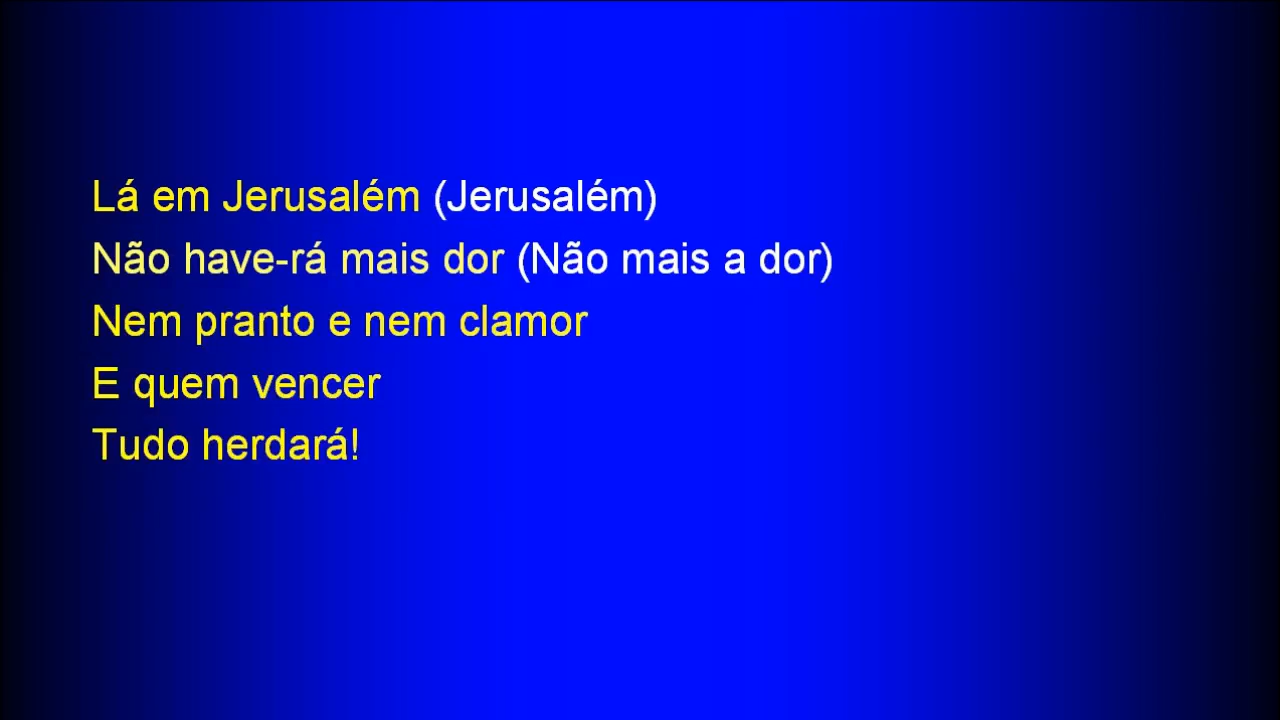 Lá em Jerusalém (Jerusalém)
Não have-rá mais dor (Não mais a dor)
Nem pranto e nem clamor
E quem vencer
Tudo herdará!